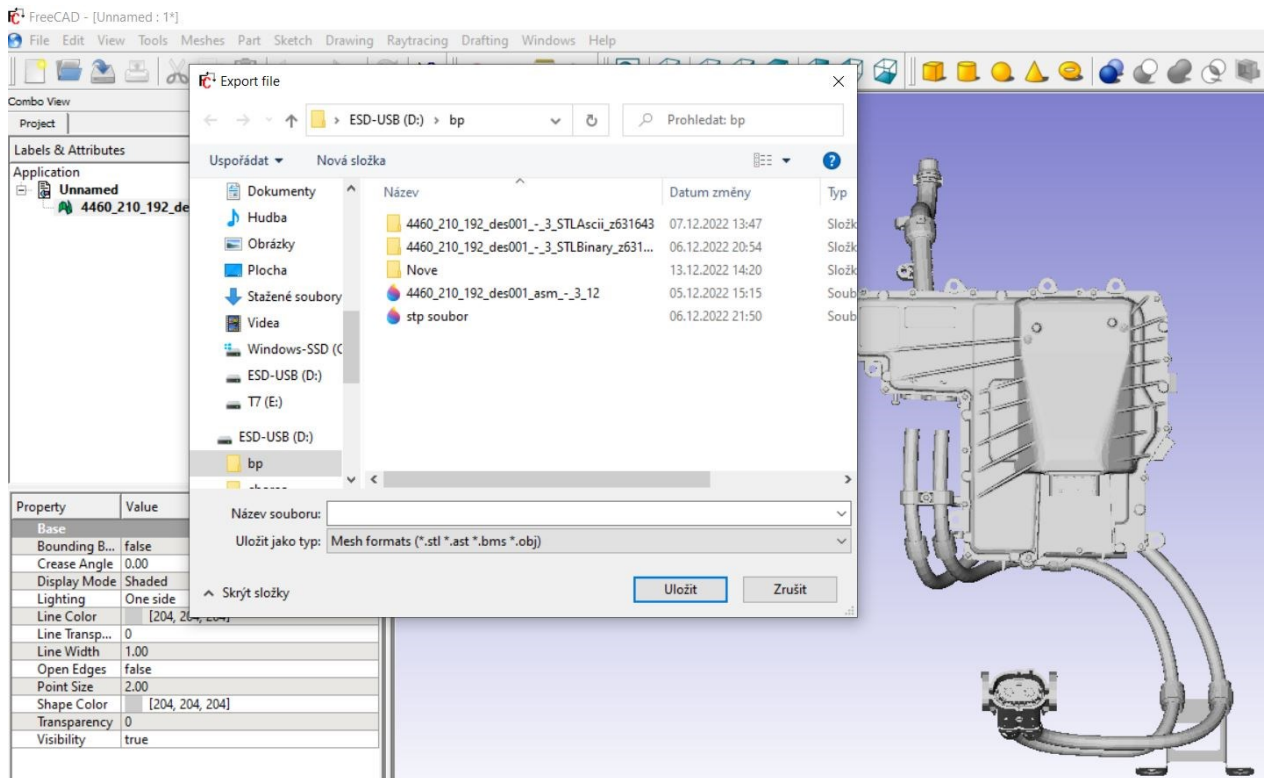 FreeCAD - [Unnamed : 1*]
File Edit View Tools Meshes Part Sketch Drawing Raytracing Drafting Windows Help
Combo View
Project
Labels & Attributes
Application
Unnamed
4460_210_192_de
Export file
ESD-USB (D:) › bp
Prohledat: bp
Uspořádat Nová složka
Dokumenty
Hudba
Obrázky
Plocha
Stažené soubory
Videa
Windows-SSD (C
ESD-USB (D:)
T7 (E:)
ESD-USB (D:)
bp
Název Datum změny Typ
4460_210_192_des001_-_3_STLAscii_z631643 07.12.2022 13:47 Složk
4460_210_192_des001_-_3_STLBinary_z631... 06.12.2022 20:54 Složk
Nove 13.12.2022 14:20 Složk
4460_210_192_des001_asm_-_3_12 05.12.2022 15:15 Soub
stp soubor 06.12.2022 21:50 Soub
Název souboru:
Uložit jako typ: Mesh formats (*.stl *.ast *.bms *.obj)
Skrýt složky
Uložit Zrušit
Property Value
Base
Bounding B... false
Crease Angle 0.00
Display Mode Shaded
Lighting One side
Line Color [204, 204, 204]
Line Transp... 0
Line Width 1.00
Open Edges false
Point Size 2.00
Shape Color [204, 204, 204]
Transparency 0
Visibility true